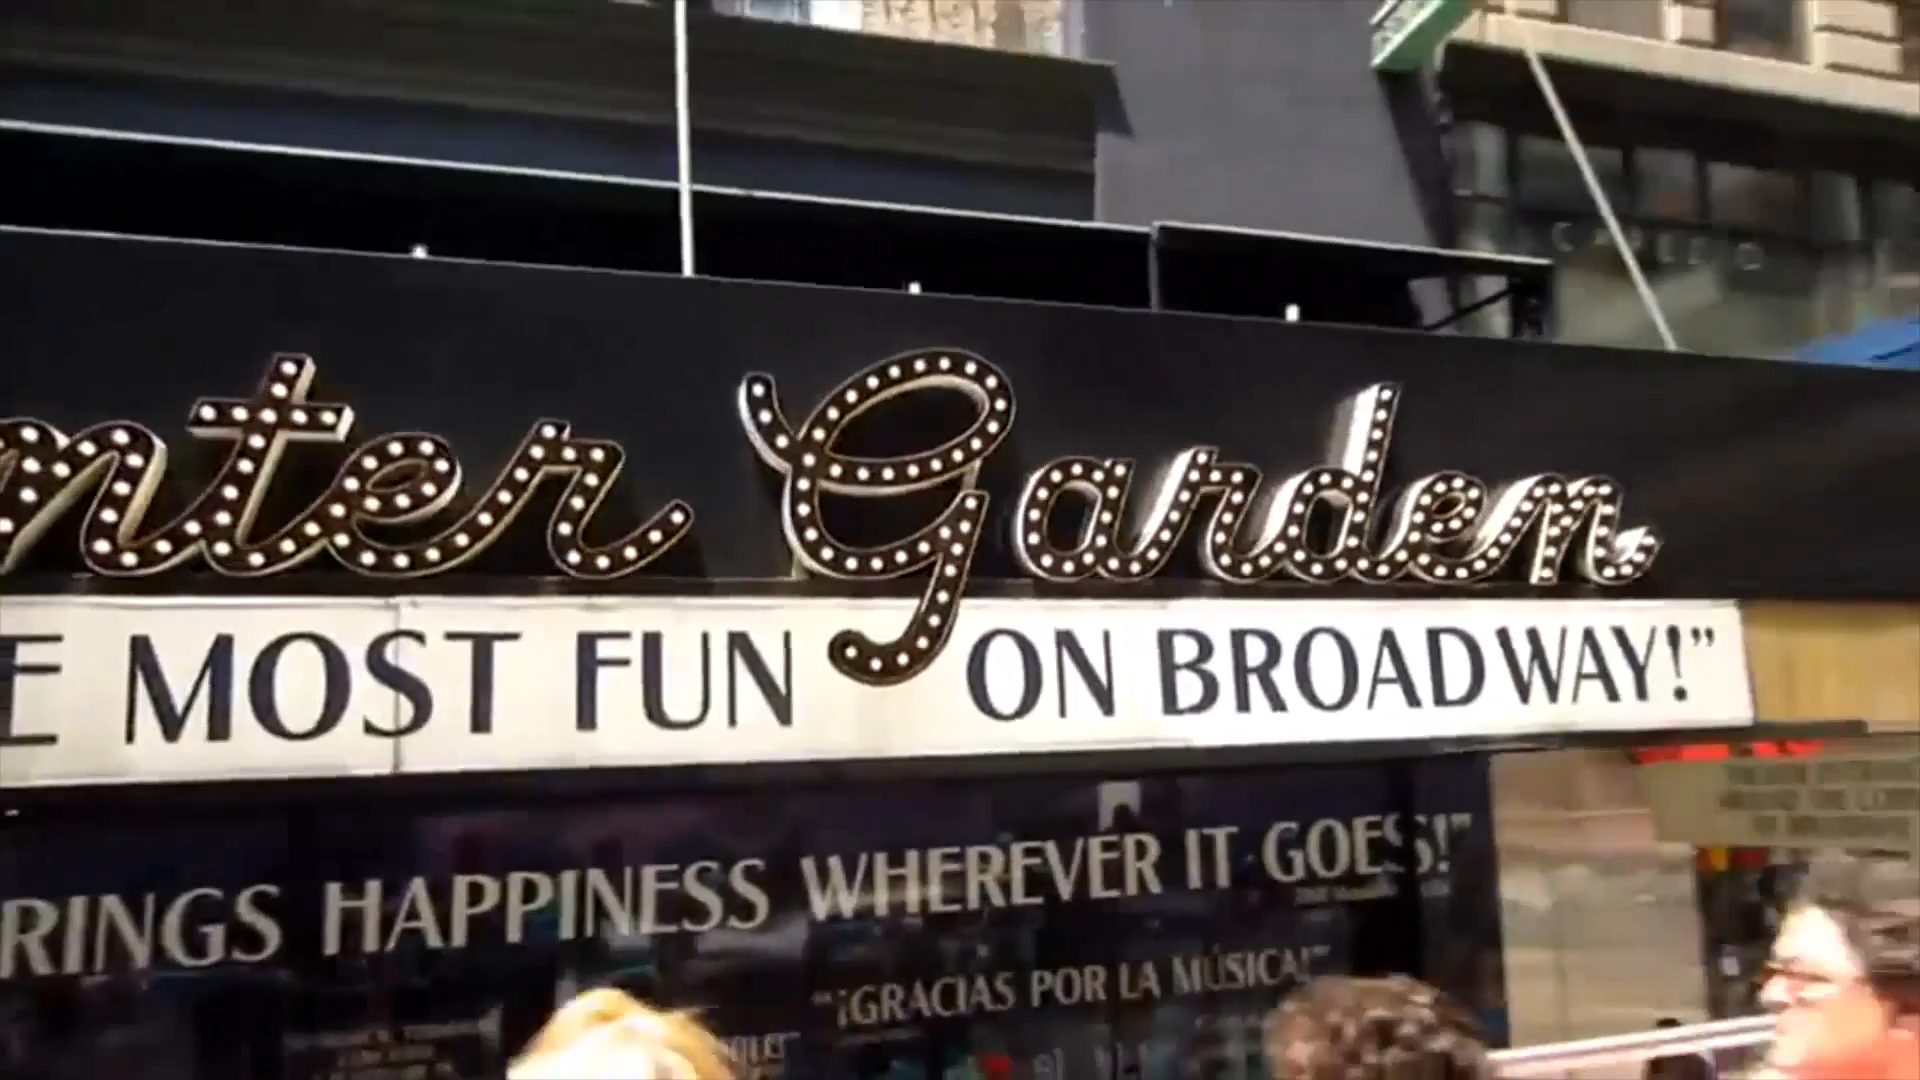 nter Garden
E MOST FUN ON BROADWAY!”
RINGS HAPPINESS WHEREVER IT GOES!”
“¡GRACIAS POR LA MÚSICA!”